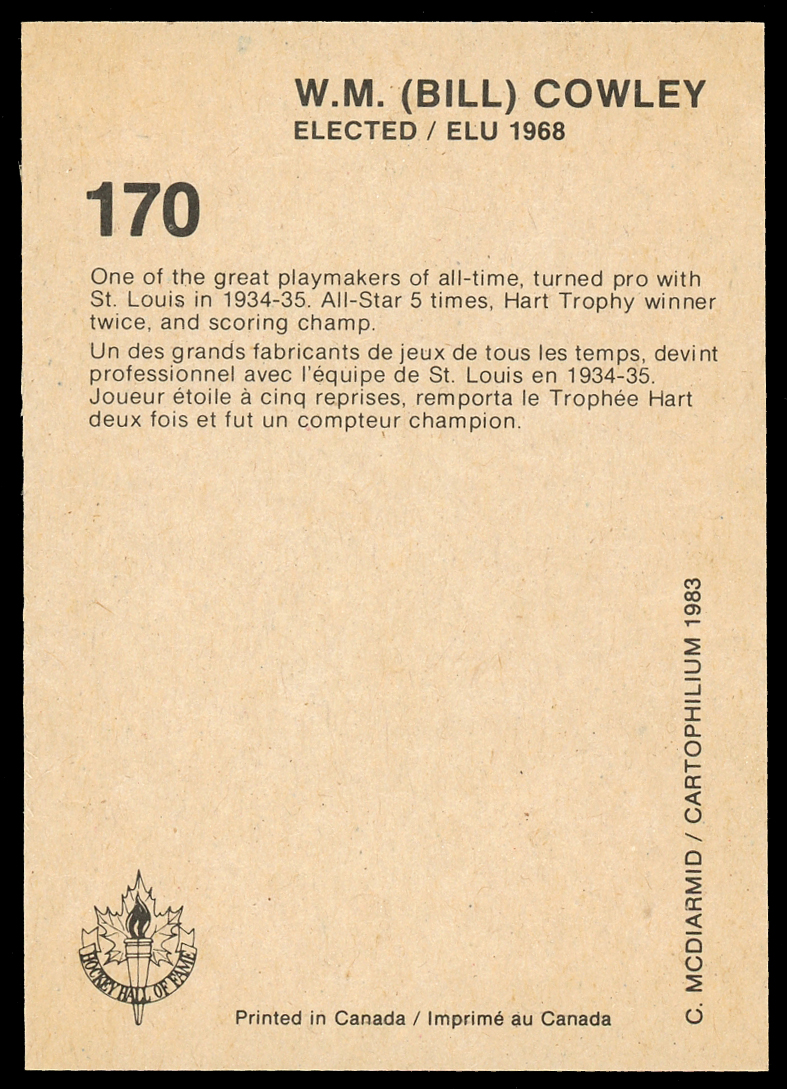 W.M. (BILL) COWLEY
ELECTED / ELU 1968
170
One of the great playmakers of all-time, turned pro with
St. Louis in 1934-35. All-Star 5 times, Hart Trophy winner
twice, and scoring champ.
Un des grands fabricants de jeux de tous les temps, devint
professionnel avec l'équipe de St. Louis en 1934-35.
Joueur étoile à cinq reprises, remporta le Trophée Hart
deux fois et fut un compteur champion.
C. MCDIARMID / CARTOPHILIUM 1983
HOCKEY HALL OF FAME
Printed in Canada / Imprimé au Canada